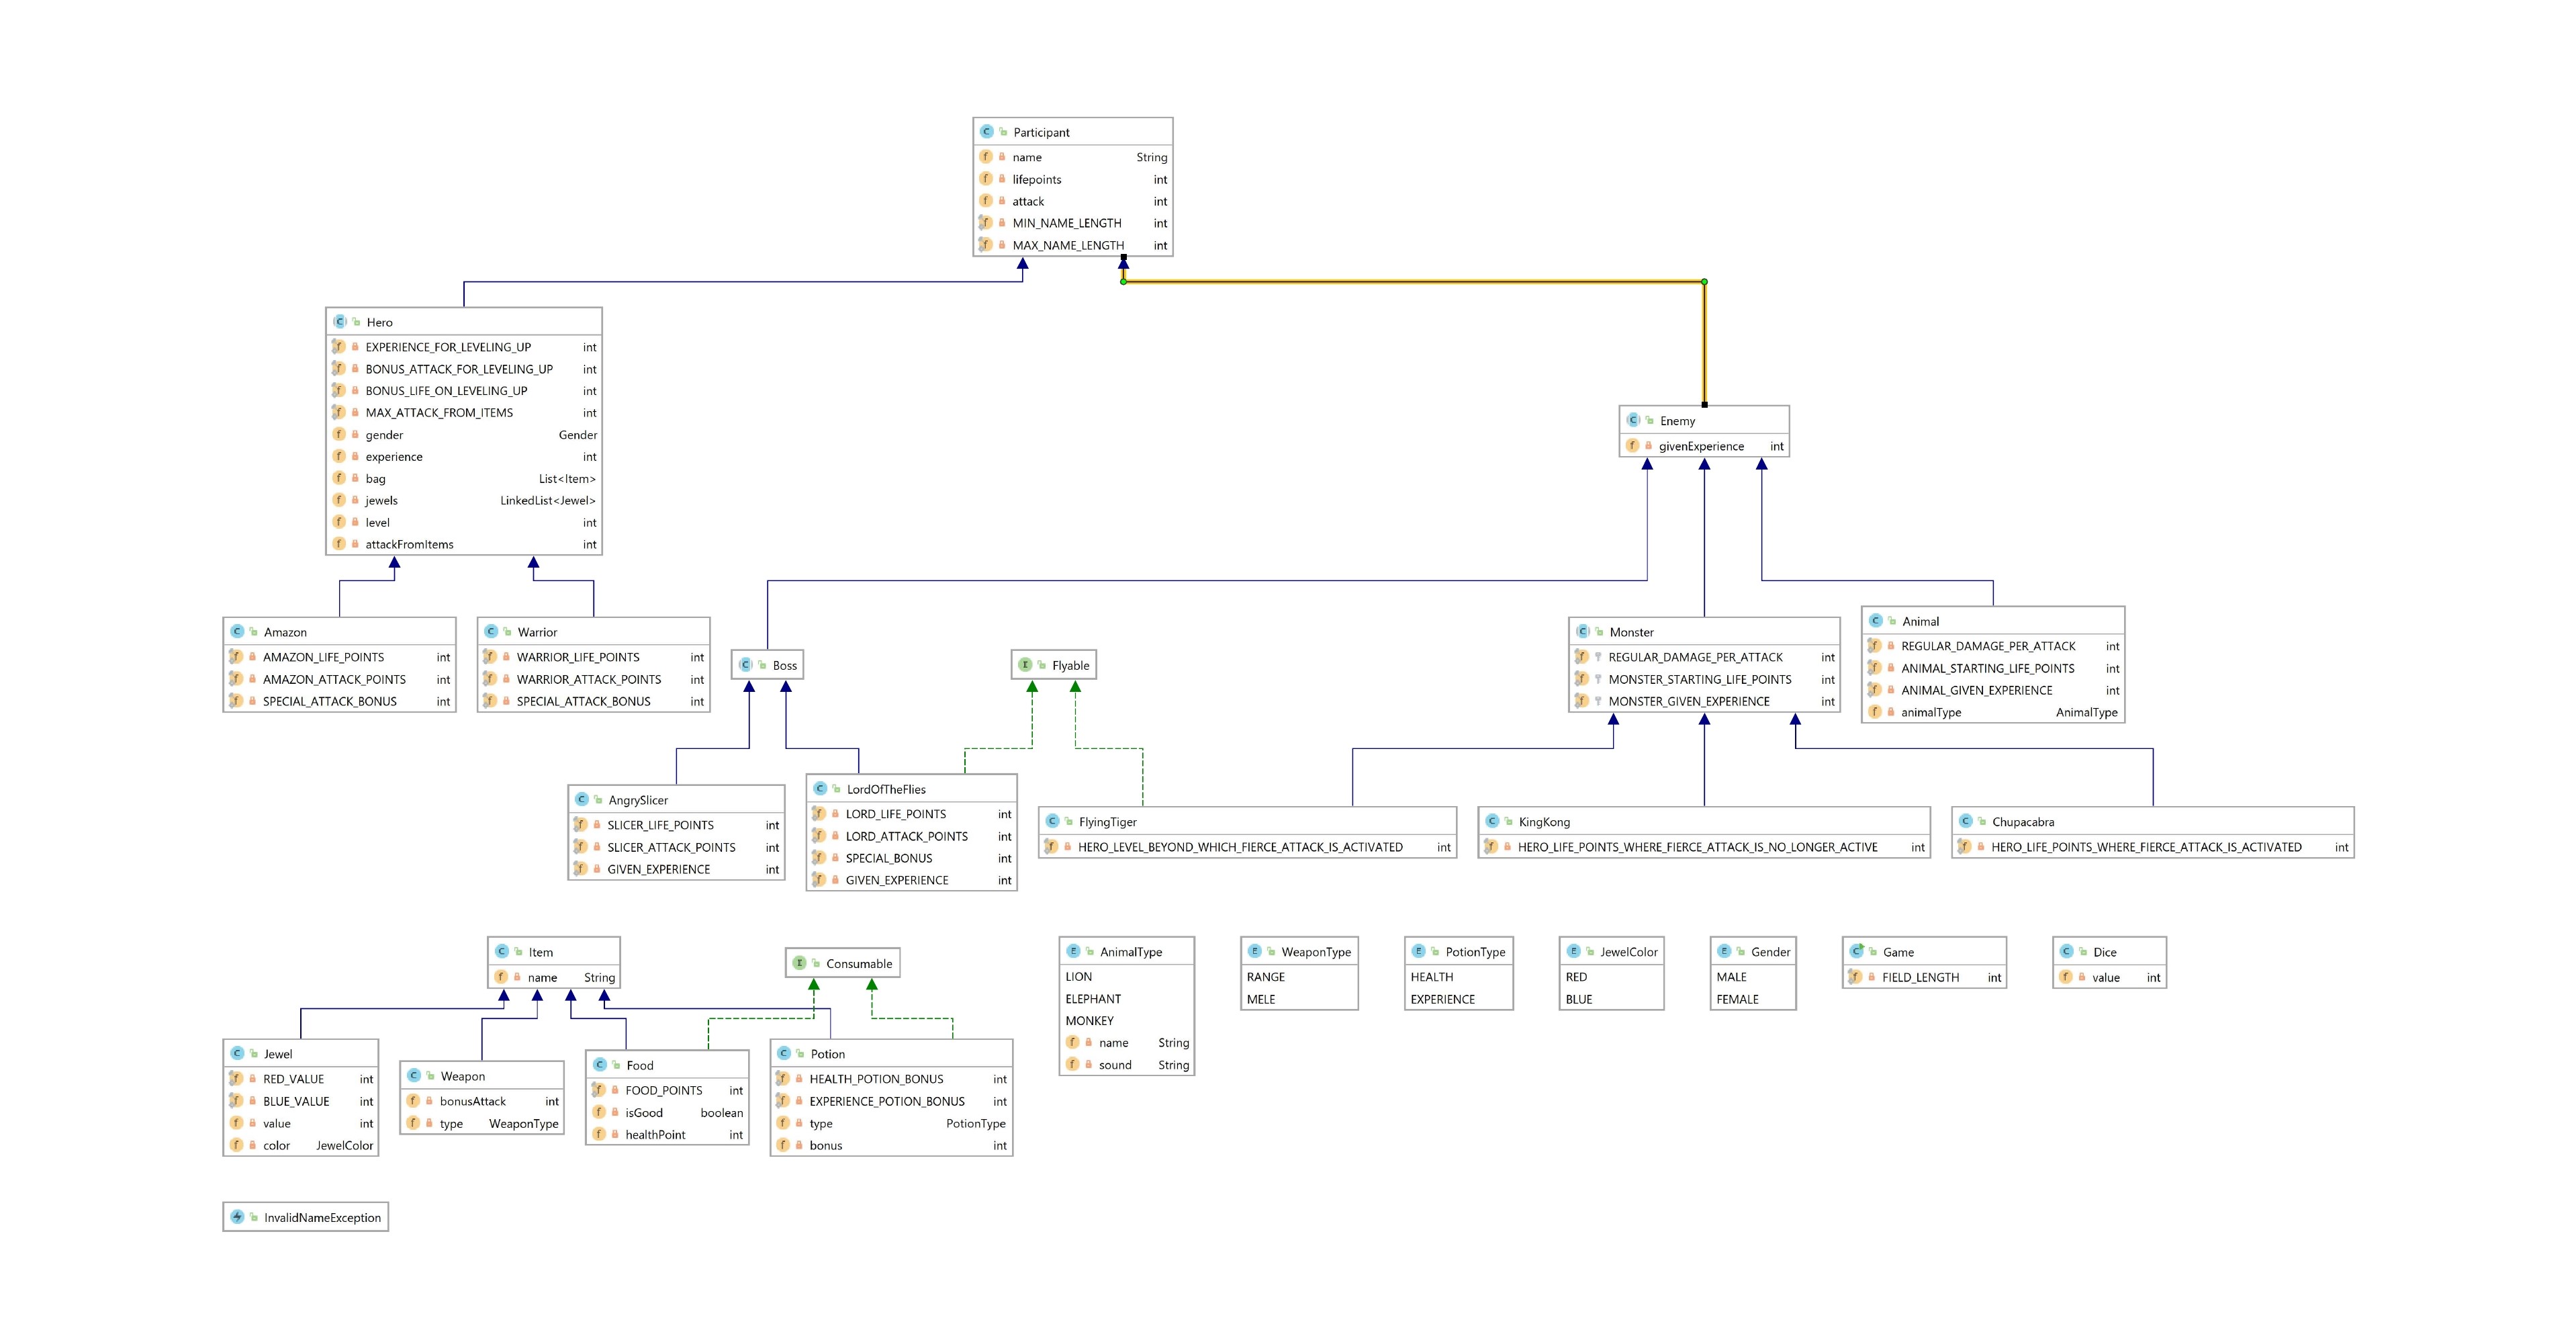 Participant
name String
lifepoints int
attack int
MIN_NAME_LENGTH int
MAX_NAME_LENGTH int
Hero
EXPERIENCE_FOR_LEVELING_UP int
BONUS_ATTACK_FOR_LEVELING_UP int
BONUS_LIFE_ON_LEVELING_UP int
MAX_ATTACK_FROM_ITEMS int
gender Gender
experience int
bag List<Item>
jewels LinkedList<Jewel>
level int
attackFromItems int
Enemy
givenExperience int
Amazon
AMAZON_LIFE_POINTS int
AMAZON_ATTACK_POINTS int
SPECIAL_ATTACK_BONUS int
Warrior
WARRIOR_LIFE_POINTS int
WARRIOR_ATTACK_POINTS int
SPECIAL_ATTACK_BONUS int
Boss
Flyable
Monster
REGULAR_DAMAGE_PER_ATTACK int
MONSTER_STARTING_LIFE_POINTS int
MONSTER_GIVEN_EXPERIENCE int
Animal
REGULAR_DAMAGE_PER_ATTACK int
ANIMAL_STARTING_LIFE_POINTS int
ANIMAL_GIVEN_EXPERIENCE int
animalType AnimalType
AngrySlicer
SLICER_LIFE_POINTS int
SLICER_ATTACK_POINTS int
GIVEN_EXPERIENCE int
LordOfTheFlies
LORD_LIFE_POINTS int
LORD_ATTACK_POINTS int
SPECIAL_BONUS int
GIVEN_EXPERIENCE int
FlyingTiger
HERO_LEVEL_BEYOND_WHICH_FIERCE_ATTACK_IS_ACTIVATED int
KingKong
HERO_LIFE_POINTS_WHERE_FIERCE_ATTACK_IS_NO_LONGER_ACTIVE int
Chupacabra
HERO_LIFE_POINTS_WHERE_FIERCE_ATTACK_IS_ACTIVATED int
Item
name String
Consumable
AnimalType
LION
ELEPHANT
MONKEY
name String
sound String
WeaponType
RANGE
MELE
PotionType
HEALTH
EXPERIENCE
JewelColor
RED
BLUE
Gender
MALE
FEMALE
Game
FIELD_LENGTH int
Dice
value int
Jewel
RED_VALUE int
BLUE_VALUE int
value int
color JewelColor
Weapon
bonusAttack int
type WeaponType
Food
FOOD_POINTS int
isGood boolean
healthPoint int
Potion
HEALTH_POTION_BONUS int
EXPERIENCE_POTION_BONUS int
type PotionType
bonus int
InvalidNameException